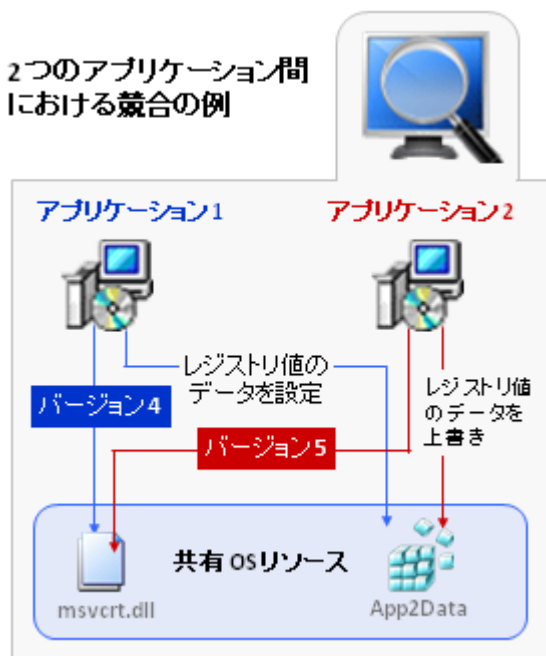 2つのアプリケーション間
における競合の例
アプリケーション1
アプリケーション2
レジストリ値の
データを設定
バージョン4
レジストリ値
のデータを
上書き
バージョン5
共有OSリソース
msvcrt.dll
App2Data